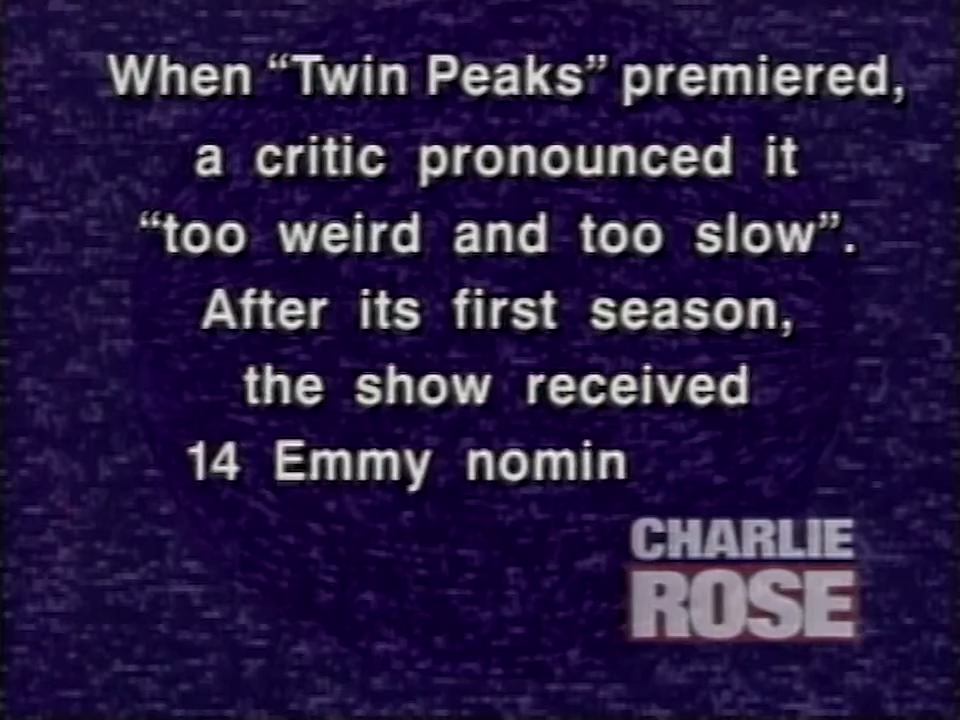 When “Twin Peaks” premiered,
a critic pronounced it
“too weird and too slow”.
After its first season,
the show received
14 Emmy nomin
CHARLIE
ROSE